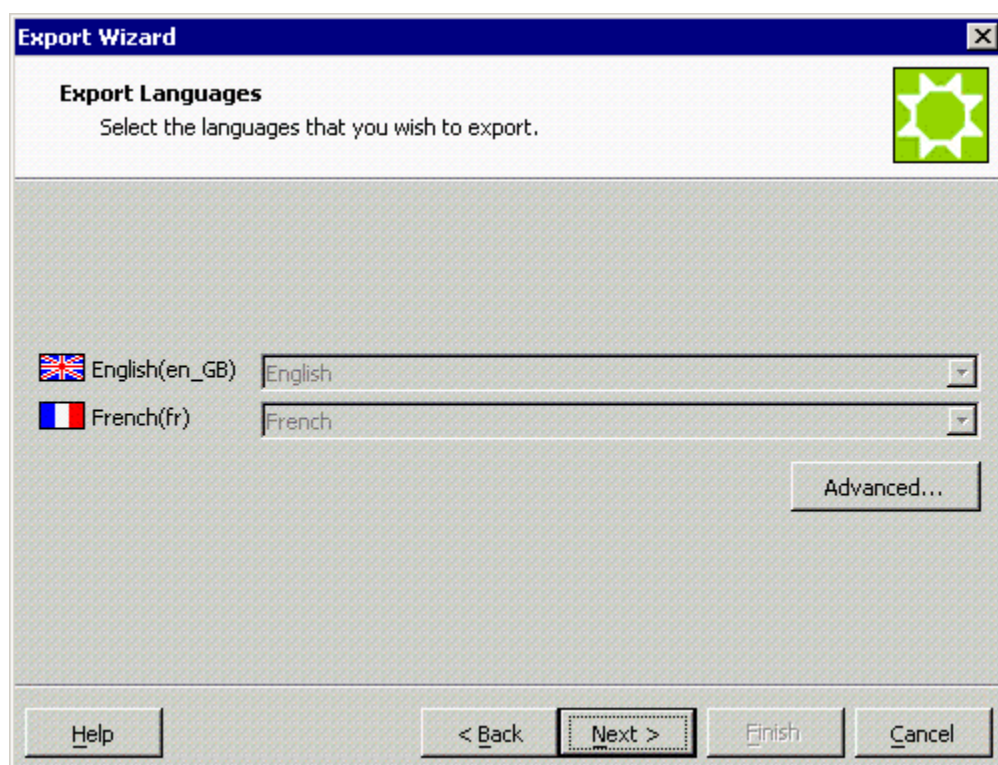 Export Wizard
Export Languages
Select the languages that you wish to export.
English(en_GB) English
French(fr) French
Advanced...
Help < Back Next > Finish Cancel